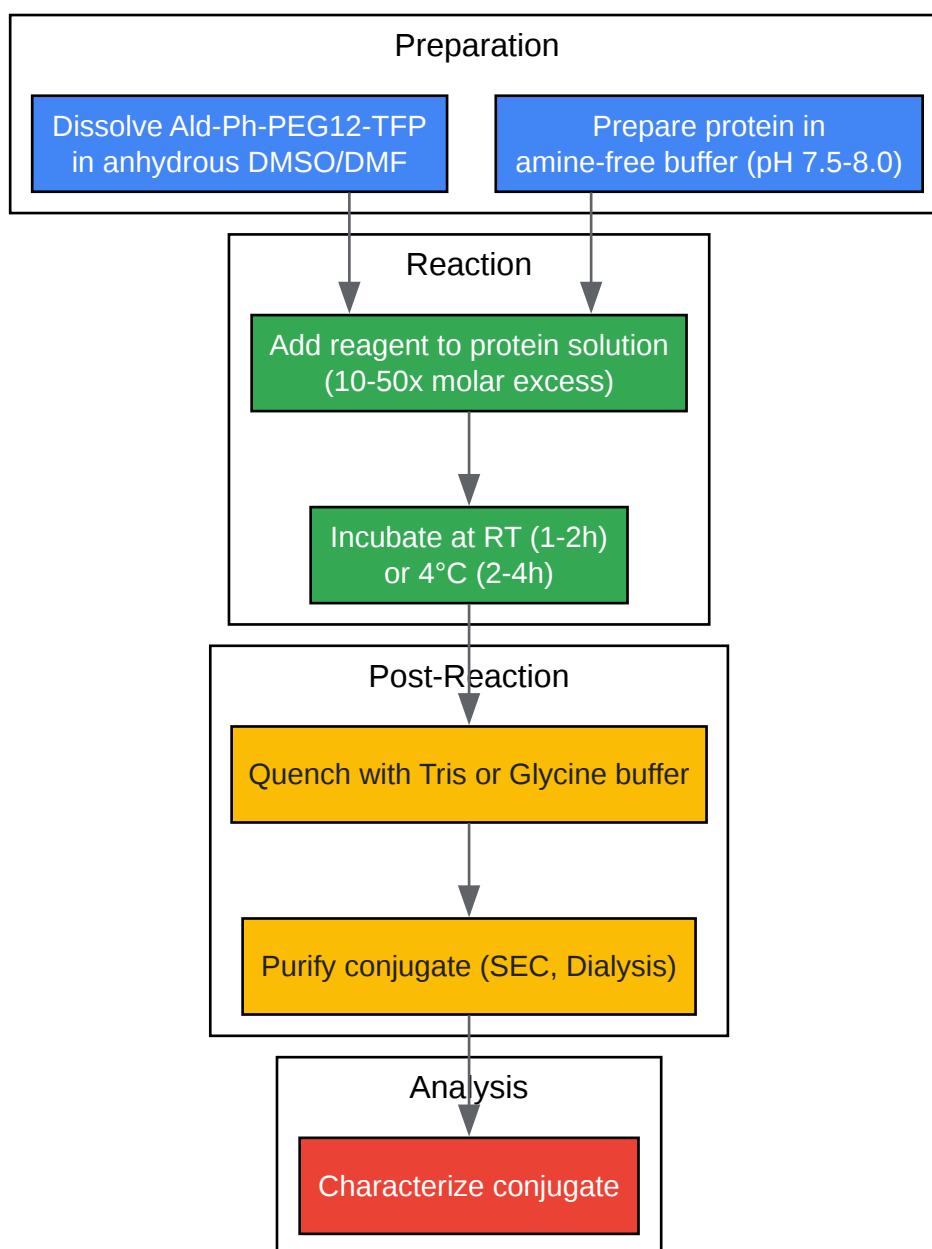 Preparation
Dissolve Ald-Ph-PEG12-TFP
in anhydrous DMSO/DMF
Prepare protein in
amine-free buffer (pH 7.5-8.0)
Reaction
Add reagent to protein solution
(10-50x molar excess)
Incubate at RT (1-2h)
or 4°C (2-4h)
Post-Reaction
Quench with Tris or Glycine buffer
Purify conjugate (SEC, Dialysis)
Analysis
Characterize conjugate